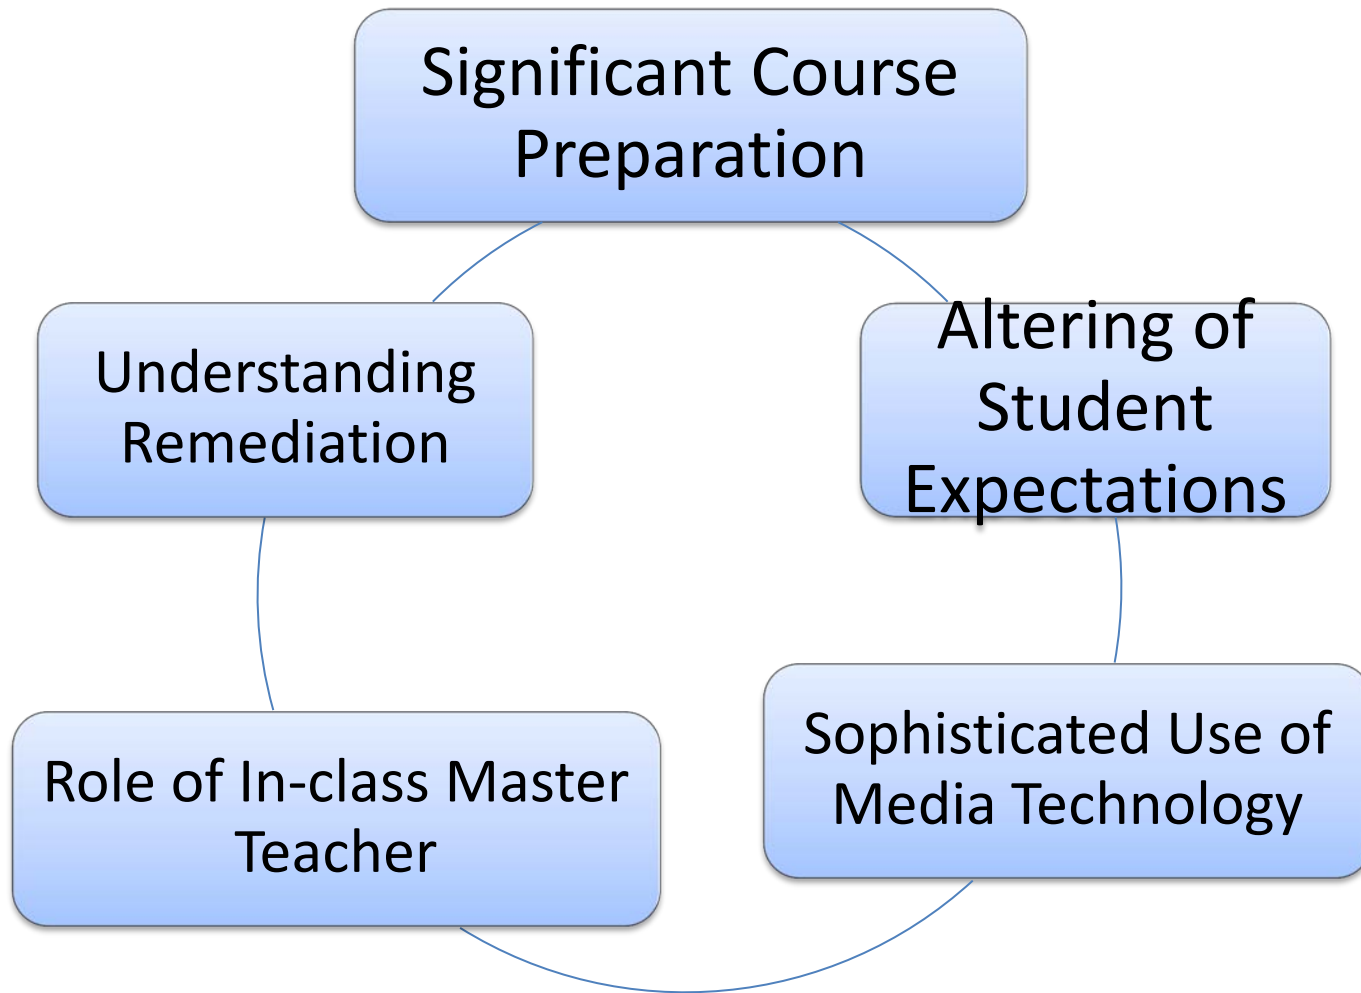 Significant Course
Preparation
Altering of
Student
Expectations
Sophisticated Use of
Media Technology
Role of In-class Master
Teacher
Understanding
Remediation